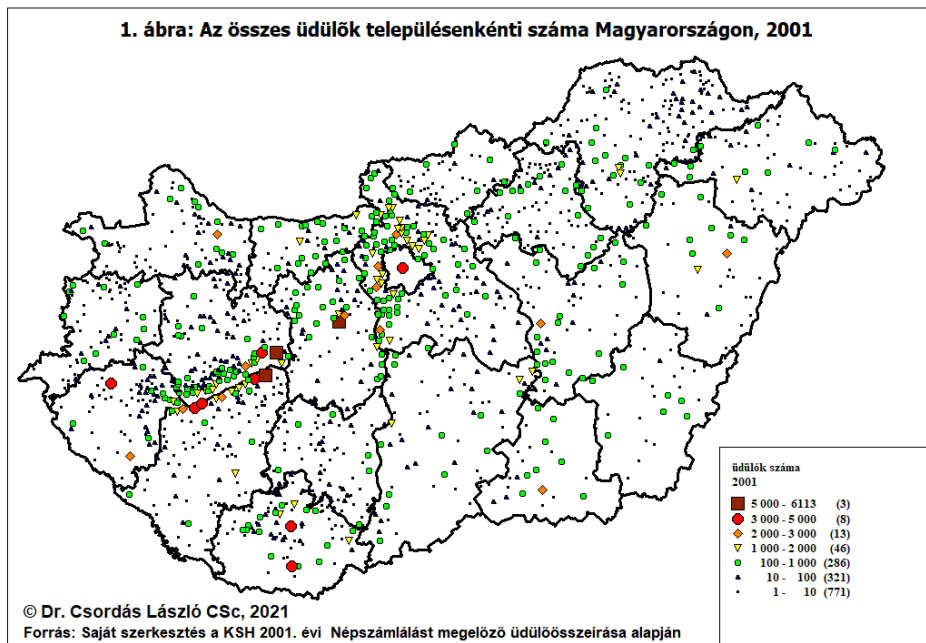 1. ábra: Az összes üdülők településenkénti száma Magyarországon, 2001
üdülők száma
2001
5 000 - 6113 (3)
3 000 - 5 000 (8)
2 000 - 3 000 (13)
1 000 - 2 000 (46)
100 - 1 000 (286)
10 - 100 (321)
1 - 10 (771)
© Dr. Csordás László CSc, 2021
Forrás: Saját szerkesztés a KSH 2001. évi Népszámlálást megelőző üdülőösszeírása alapján